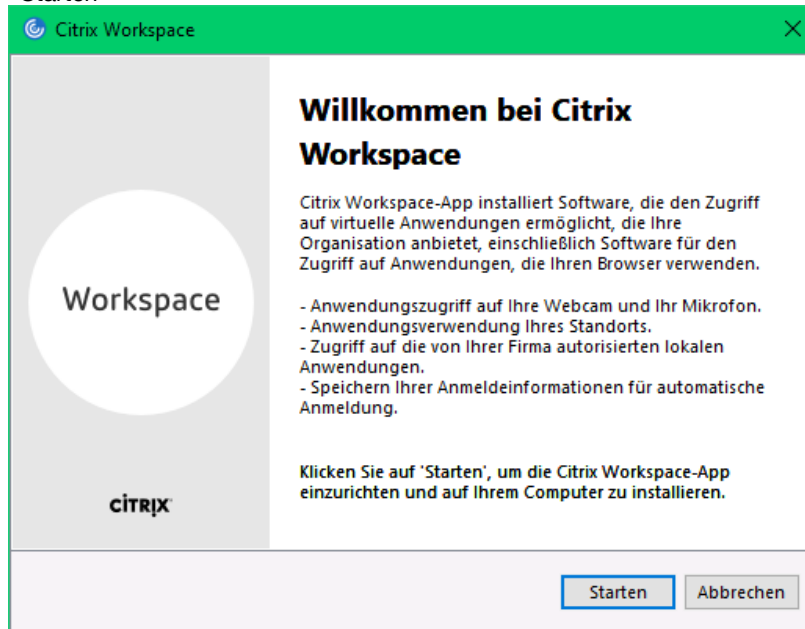 Starten
Citrix Workspace
Willkommen bei Citrix
Workspace
Citrix Workspace-App installiert Software, die den Zugriff
auf virtuelle Anwendungen ermöglicht, die Ihre
Organisation anbietet, einschließlich Software für den
Zugriff auf Anwendungen, die Ihren Browser verwenden.
- Anwendungszugriff auf Ihre Webcam und Ihr Mikrofon.
- Anwendungsverwendung Ihres Standorts.
- Zugriff auf die von Ihrer Firma autorisierten lokalen
Anwendungen.
- Speichern Ihrer Anmeldeinformationen für automatische
Anmeldung.
Klicken Sie auf 'Starten', um die Citrix Workspace-App
einzurichten und auf Ihrem Computer zu installieren.
Workspace
CITRIX
Starten
Abbrechen